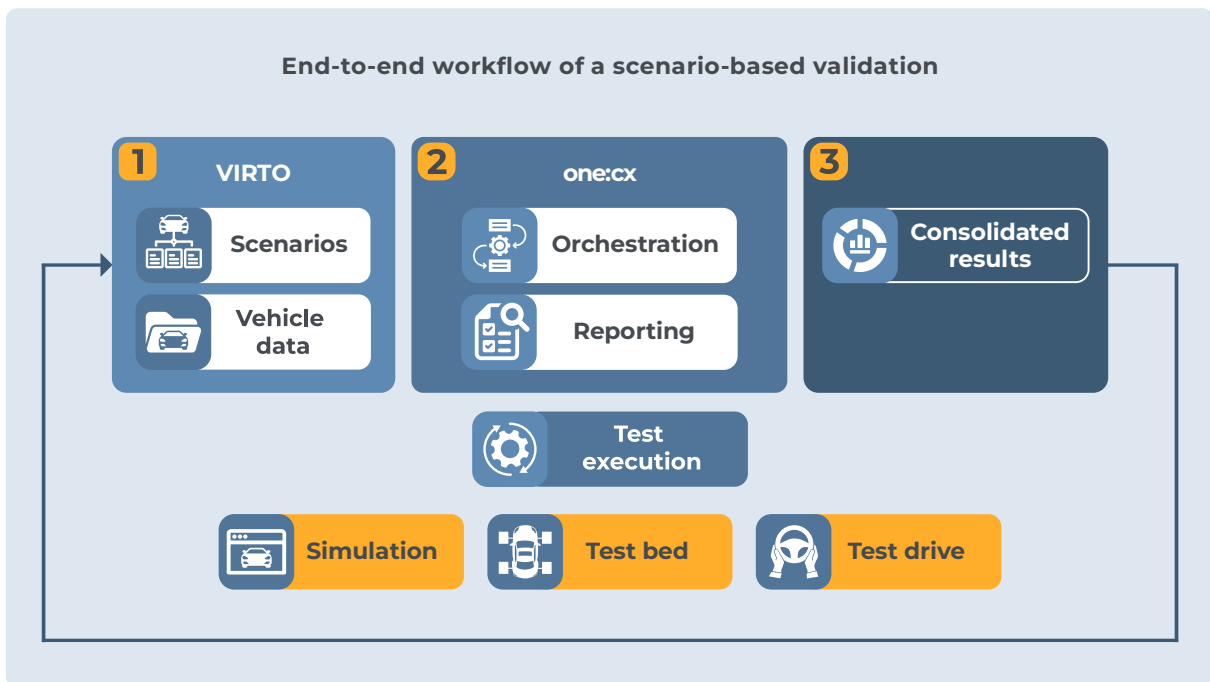 End-to-end workflow of a scenario-based validation
1
VIRTO
Scenarios
Vehicle
data
2
one:cx
Orchestration
Reporting
3
Consolidated
results
Test
execution
Simulation
Test bed
Test drive